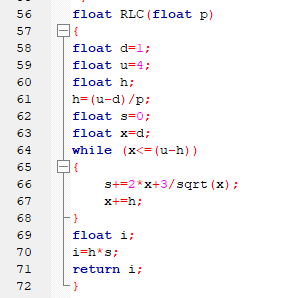 56 float RLC(float p)
57 {
58 float d=1;
59 float u=4;
60 float h;
61 h=(u-d)/p;
62 float s=0;
63 float x=d;
64 while (x<=(u-h))
65 {
66 s+=2*x+3/sqrt(x);
67 x+=h;
68 }
69 float i;
70 i=h*s;
71 return i;
72 }